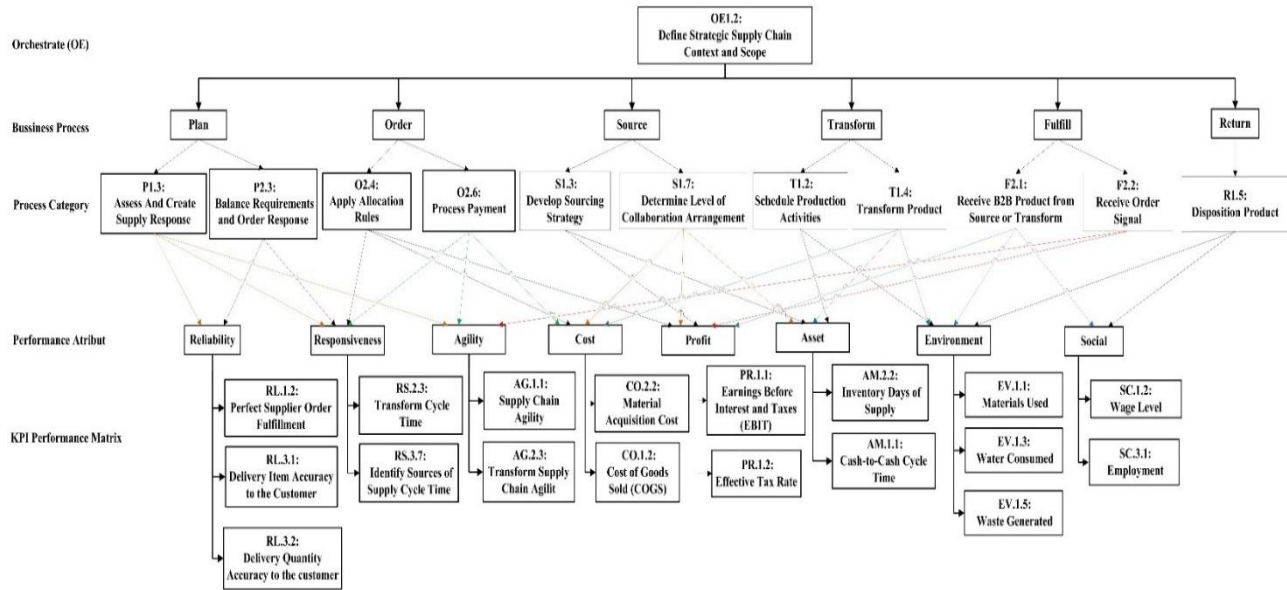 Orchestrate (OE)
OE1.2:
Define Strategic Supply Chain
Context and Scope
Bussiness Process
Plan
Order
Source
Transform
Fulfill
Return
Process Category
P1.3:
Assess And Create
Supply Response
P2.3:
Balance Requirements
and Order Response
O2.4:
Apply Allocation
Rules
O2.6:
Process Payment
S1.3:
Develop Sourcing
Strategy
S1.7:
Determine Level of
Collaboration Arrangement
T1.2:
Schedule Production
Activities
T1.4:
Transform Product
F2.1:
Receive B2B Product from
Source or Transform
F2.2:
Receive Order
Signal
R1.5:
Disposition Product
Performance Atribut
Reliability
Responsiveness
Agility
Cost
Profit
Asset
Environment
Social
KPI Performance Matrix
RL.1.2:
Perfect Supplier Order
Fulfillment
RL.3.1:
Delivery Item Accuracy
to the Customer
RL.3.2:
Delivery Quantity
Accuracy to the customer
RS.2.3:
Transform Cycle
Time
RS.3.7:
Identify Sources of
Supply Cycle Time
AG.1.1:
Supply Chain
Agility
AG.2.3:
Transform Supply
Chain Agilit
CO.2.2:
Material
Acquisition Cost
CO.1.2:
Cost of Goods
Sold (COGS)
PR.1.1:
Earnings Before
Interest and Taxes
(EBIT)
PR.1.2:
Effective Tax Rate
AM.2.2:
Inventory Days of
Supply
AM.1.1:
Cash-to-Cash Cycle
Time
EV.1.1:
Materials Used
EV.1.3:
Water Consumed
EV.1.5:
Waste Generated
SC.1.2:
Wage Level
SC.3.1:
Employment